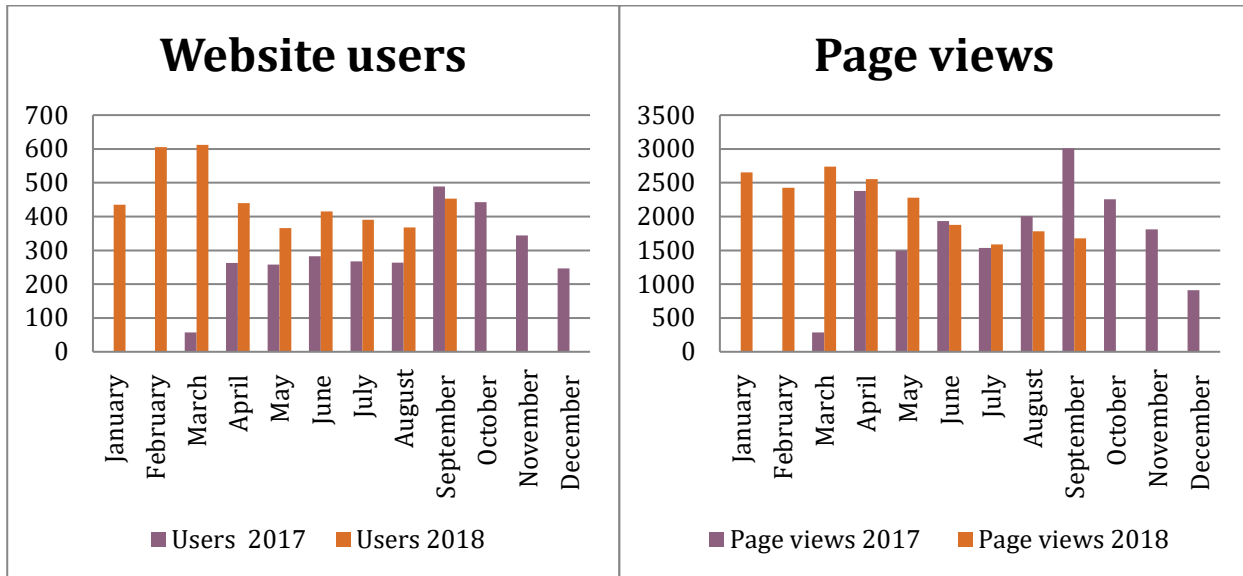 Website users
700
600
500
400
300
200
100
0
January
February
March
April
May
June
July
August
September
October
November
December
Users  2017
Users 2018
Page views
3500
3000
2500
2000
1500
1000
500
0
January
February
March
April
May
June
July
August
September
October
November
December
Page views 2017
Page views 2018